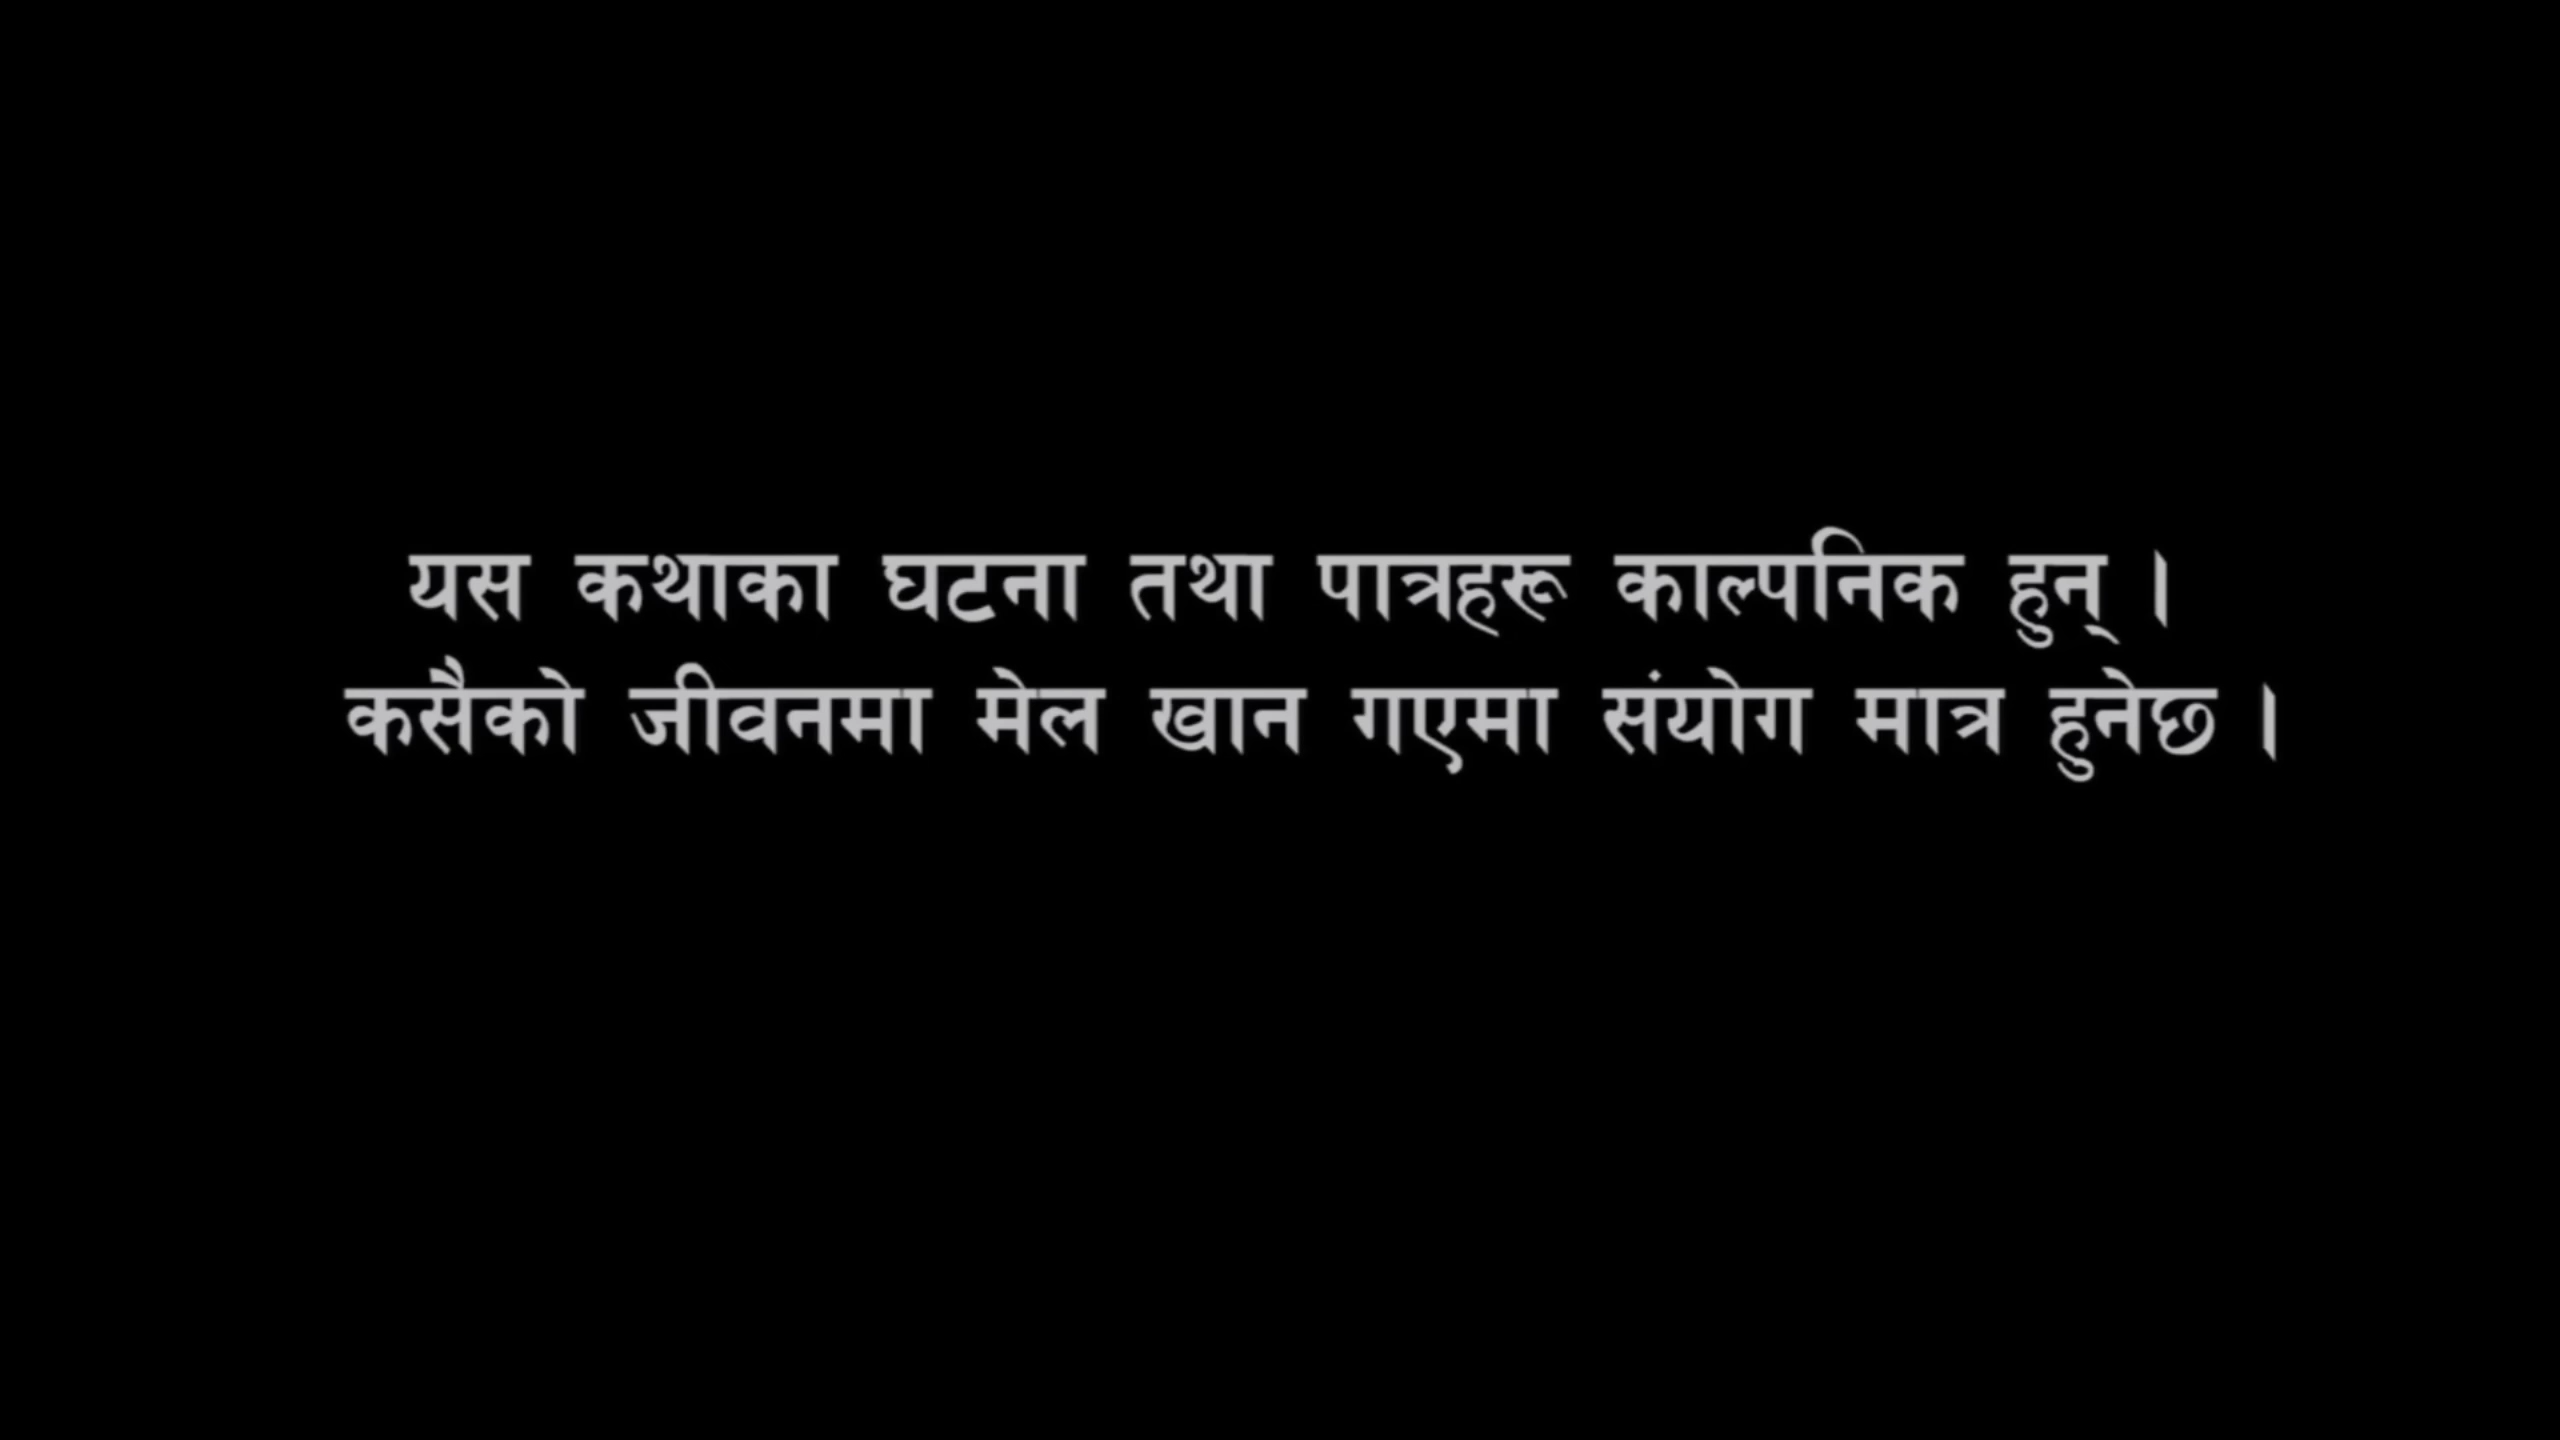 यस कथाका घटना तथा पात्रहरू काल्पनिक हुन् ।
कसैको जीवनमा मेल खान गएमा संयोग मात्र हुनेछ ।